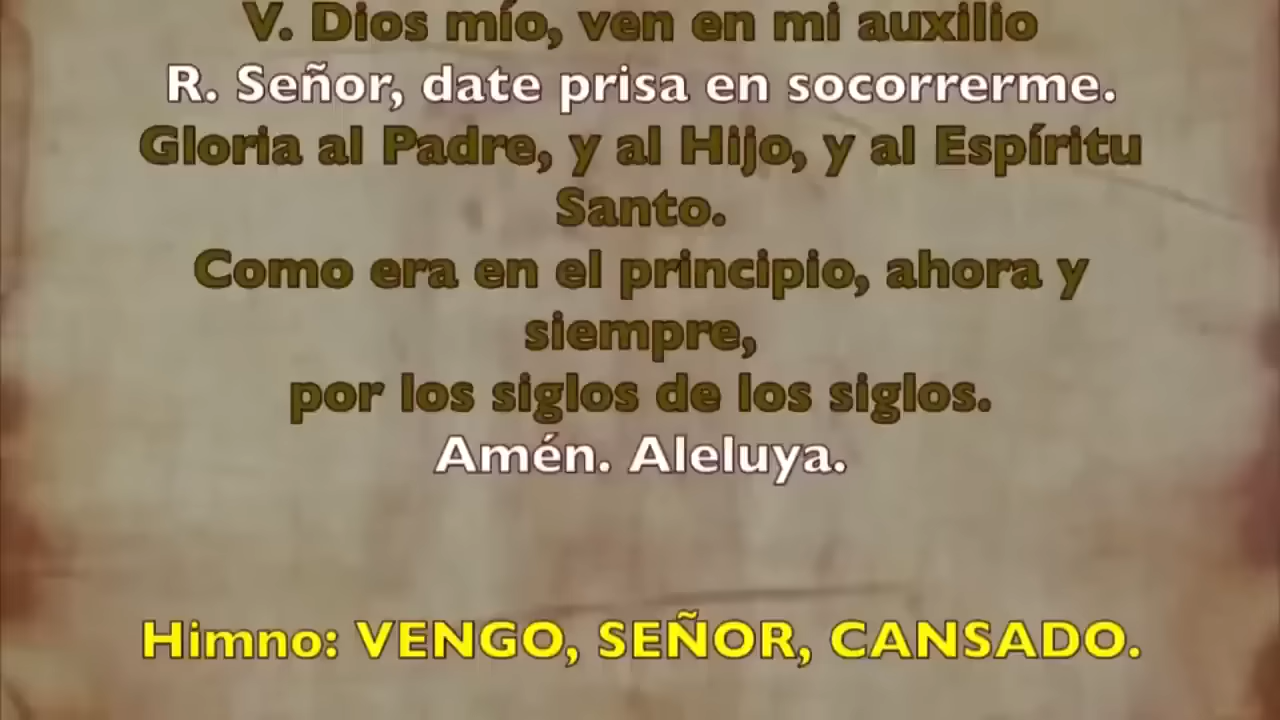 V. Dios mío, ven en mi auxilio
R. Señor, date prisa en socorrerme.
Gloria al Padre, y al Hijo, y al Espíritu
Santo.
Como era en el principio, ahora y
siempre,
por los siglos de los siglos.
Amén. Aleluya.
Himno: VENGO, SEÑOR, CANSADO.